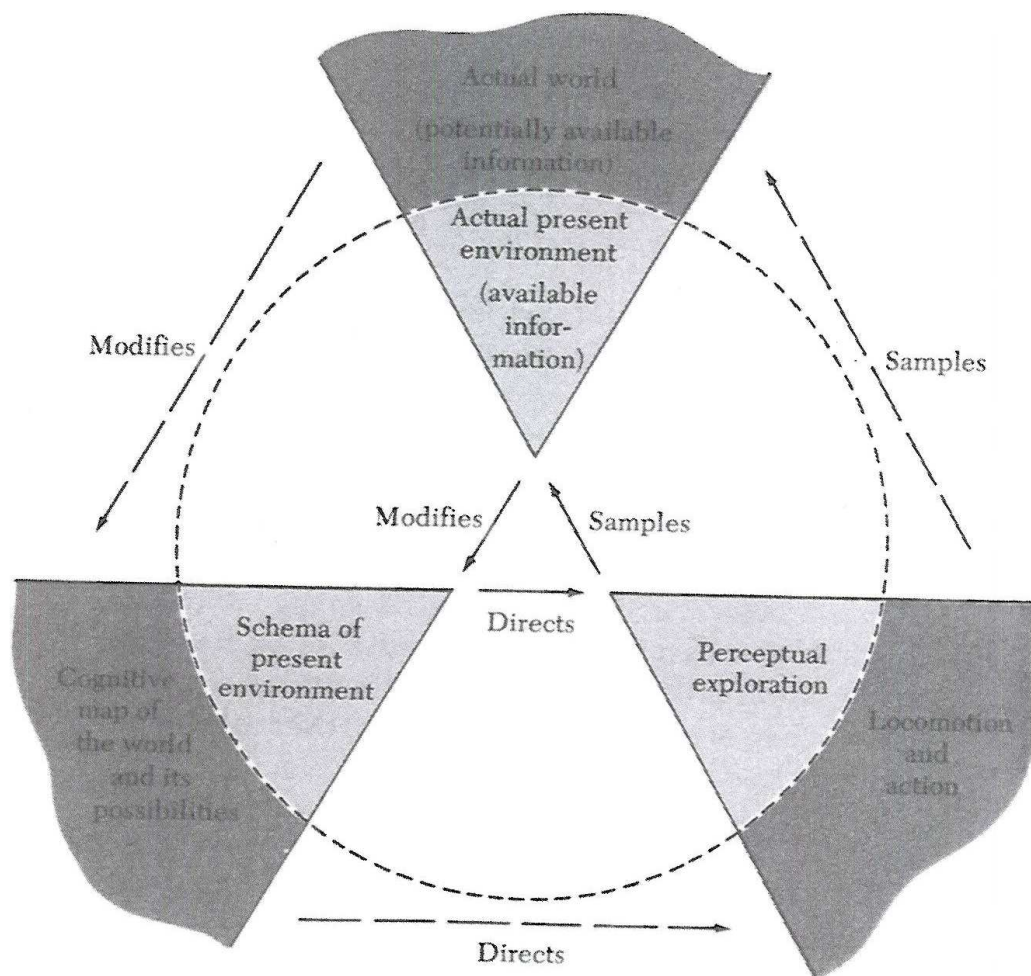 Actual world
(potentially available
information)
Actual present
environment
(available
infor-
mation)
Modifies
Samples
Modifies
Samples
Directs
Schema of
present
environment
Perceptual
exploration
Cognitive
map of
the world
and its
possibilities
Locomotion
and
action
Directs